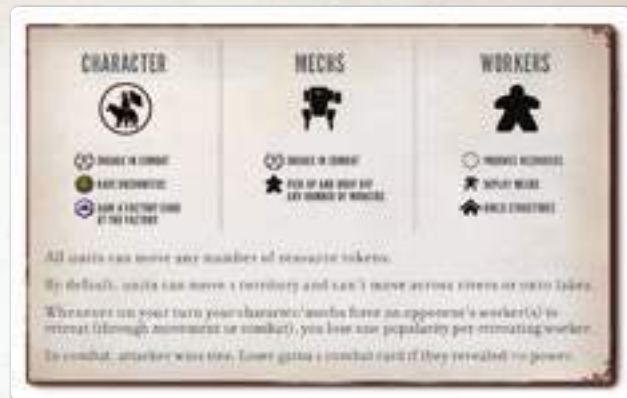 CHARACTER
MECHS
WORKERS
ENGAGE IN COMBAT
HAVE ENCOUNTERS
GAIN A FACTORY CARD
AT THE FACTORY
ENGAGE IN COMBAT
PICK UP AND DROP OFF
ANY NUMBER OF WORKERS
PRODUCE RESOURCES
DEPLOY MECHS
BUILD STRUCTURES
All units can move any number of resource tokens.
By default, units can move 1 territory and can't move across rivers or onto lakes.
Whenever on your turn your character/mechs force an opponent's worker(s) to
retreat (through movement or combat), you lose one popularity per retreating worker.
In combat, attacker wins ties. Loser gains 1 combat card if they revealed power.